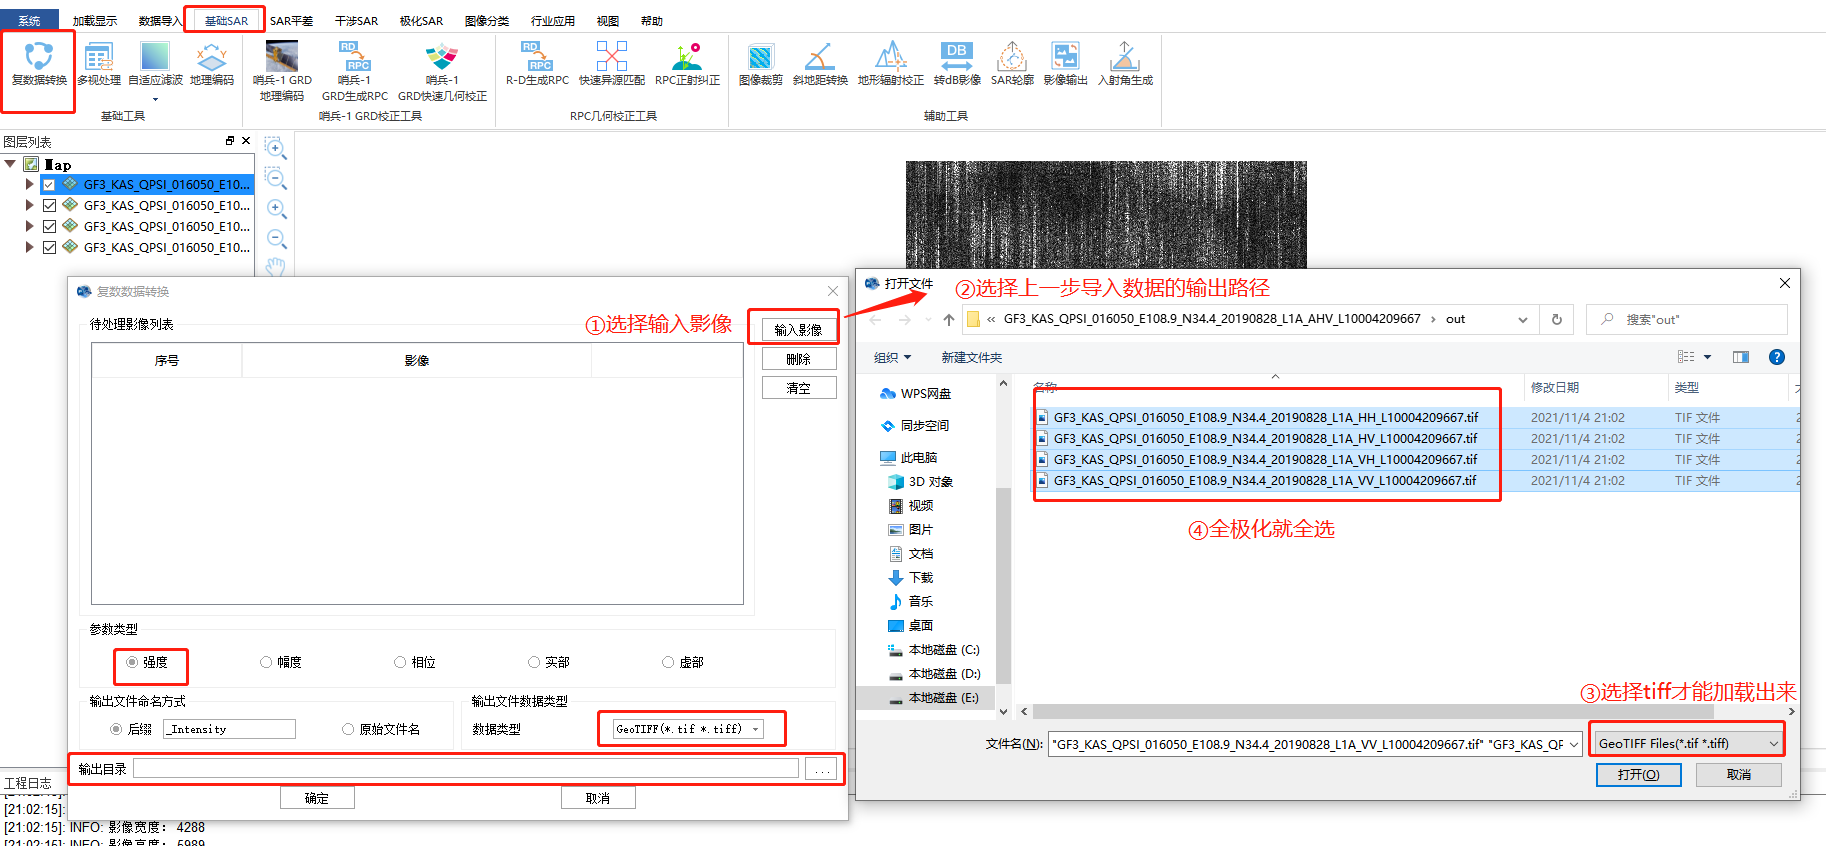 系统 加载显示 数据导入 基础SAR SAR平差 干涉SAR 极化SAR 图像分类 行业应用 视图 帮助
复数据转换 多视处理 自适应滤波 地理编码
哨兵-1 GRD 地理编码
哨兵-1 GRD生成RPC
哨兵-1 GRD快速几何校正
R-D生成RPC 快速异源匹配 RPC正射纠正
图像裁剪 斜地距转换 地形辐射校正 转dB影像 SAR轮廓 影像输出 入射角生成
RD RPC
RD RPC
X Y
DB
基础工具 哨兵-1 GRD校正工具 RPC几何校正工具 辅助工具
图层列表
Map
GF3_KAS_QPSI_016050_E10...
GF3_KAS_QPSI_016050_E10...
GF3_KAS_QPSI_016050_E10...
GF3_KAS_QPSI_016050_E10...
复数数据转换
待处理影像列表
①选择输入影像
序号 影像
输入影像
删除
清空
参数类型
强度 幅度 相位 实部 虚部
输出文件命名方式
后缀 _Intensity 原始文件名
输出文件数据类型
数据类型 GeoTIFF(*.tif *.tiff)
输出目录 ...
确定 取消
打开文件
②选择上一步导入数据的输出路径
« GF3_KAS_QPSI_016050_E108.9_N34.4_20190828_L1A_AHV_L10004209667 › out
搜索"out"
组织 新建文件夹
WPS网盘
同步空间
此电脑
3D 对象
视频
图片
文档
下载
音乐
桌面
本地磁盘 (C:)
本地磁盘 (D:)
本地磁盘 (E:)
名称 修改日期 类型
GF3_KAS_QPSI_016050_E108.9_N34.4_20190828_L1A_HH_L10004209667.tif 2021/11/4 21:02 TIF 文件
GF3_KAS_QPSI_016050_E108.9_N34.4_20190828_L1A_HV_L10004209667.tif 2021/11/4 21:02 TIF 文件
GF3_KAS_QPSI_016050_E108.9_N34.4_20190828_L1A_VH_L10004209667.tif 2021/11/4 21:02 TIF 文件
GF3_KAS_QPSI_016050_E108.9_N34.4_20190828_L1A_VV_L10004209667.tif 2021/11/4 21:02 TIF 文件
④全极化就全选
③选择tiff才能加载出来
文件名(N): "GF3_KAS_QPSI_016050_E108.9_N34.4_20190828_L1A_VV_L10004209667.tif" "GF3_KAS_QP
GeoTIFF Files(*.tif *.tiff)
打开(O) 取消
工程日志
[21:02:15]:
[21:02:15]: INFO: 影像宽度： 4288
[21:02:15]: INFO: 影像高度： 5989